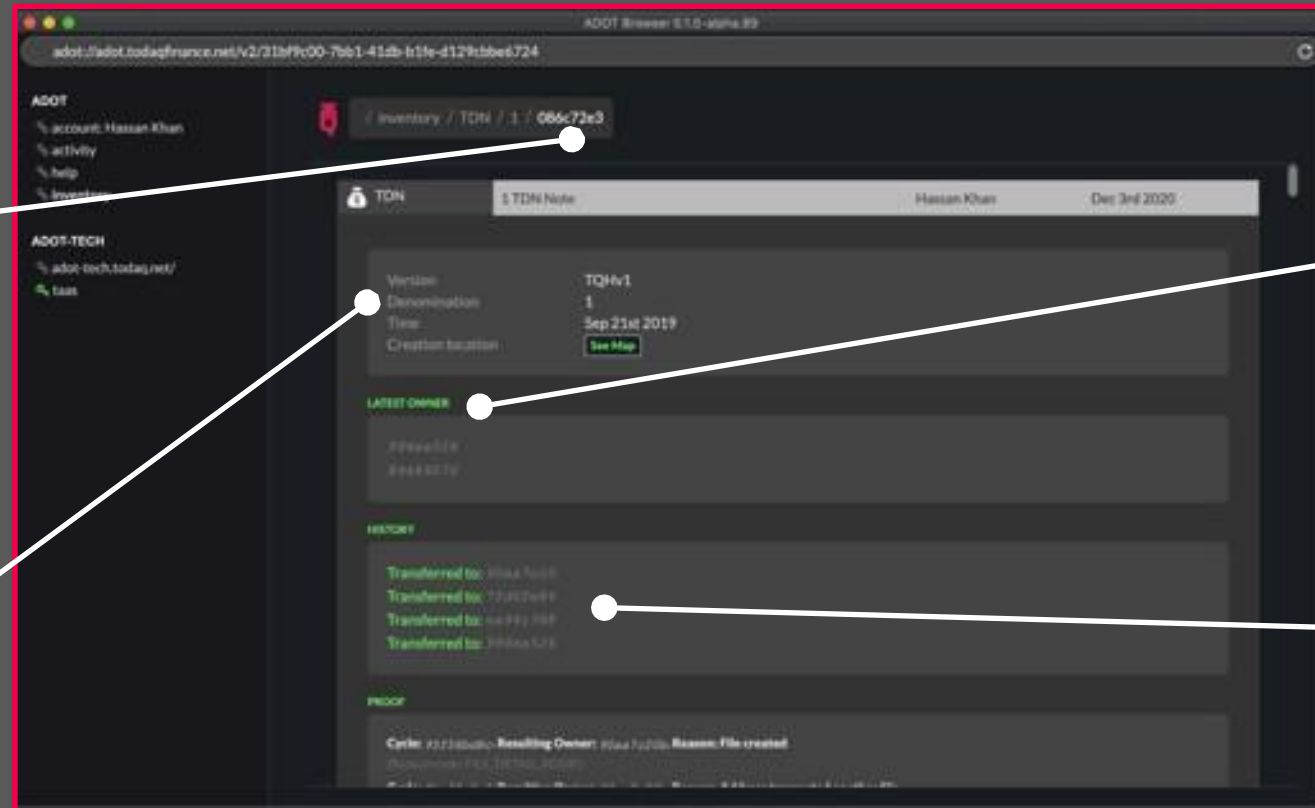 ADOT Browser 0.1.0-alpha.89
adot://adot.todaqfinance.net/v2/31bf9c00-7bb1-41db-b1fe-d129cbbe6724
ADOT
account: Hassan Khan
activity
help
inventory
ADOT-TECH
adot-tech.todaq.net/
taas
/ inventory / TDN / 1 / 086c72e3
TDN 1 TDN Note Hassan Khan Dec 3rd 2020
Version TQHv1
Denomination 1
Time Sep 21st 2019
Creation location See Map
LATEST OWNER
HISTORY
Transferred to:
Transferred to:
Transferred to:
Transferred to:
PROOF
Cycle: Resulting Owner: Reason: File created